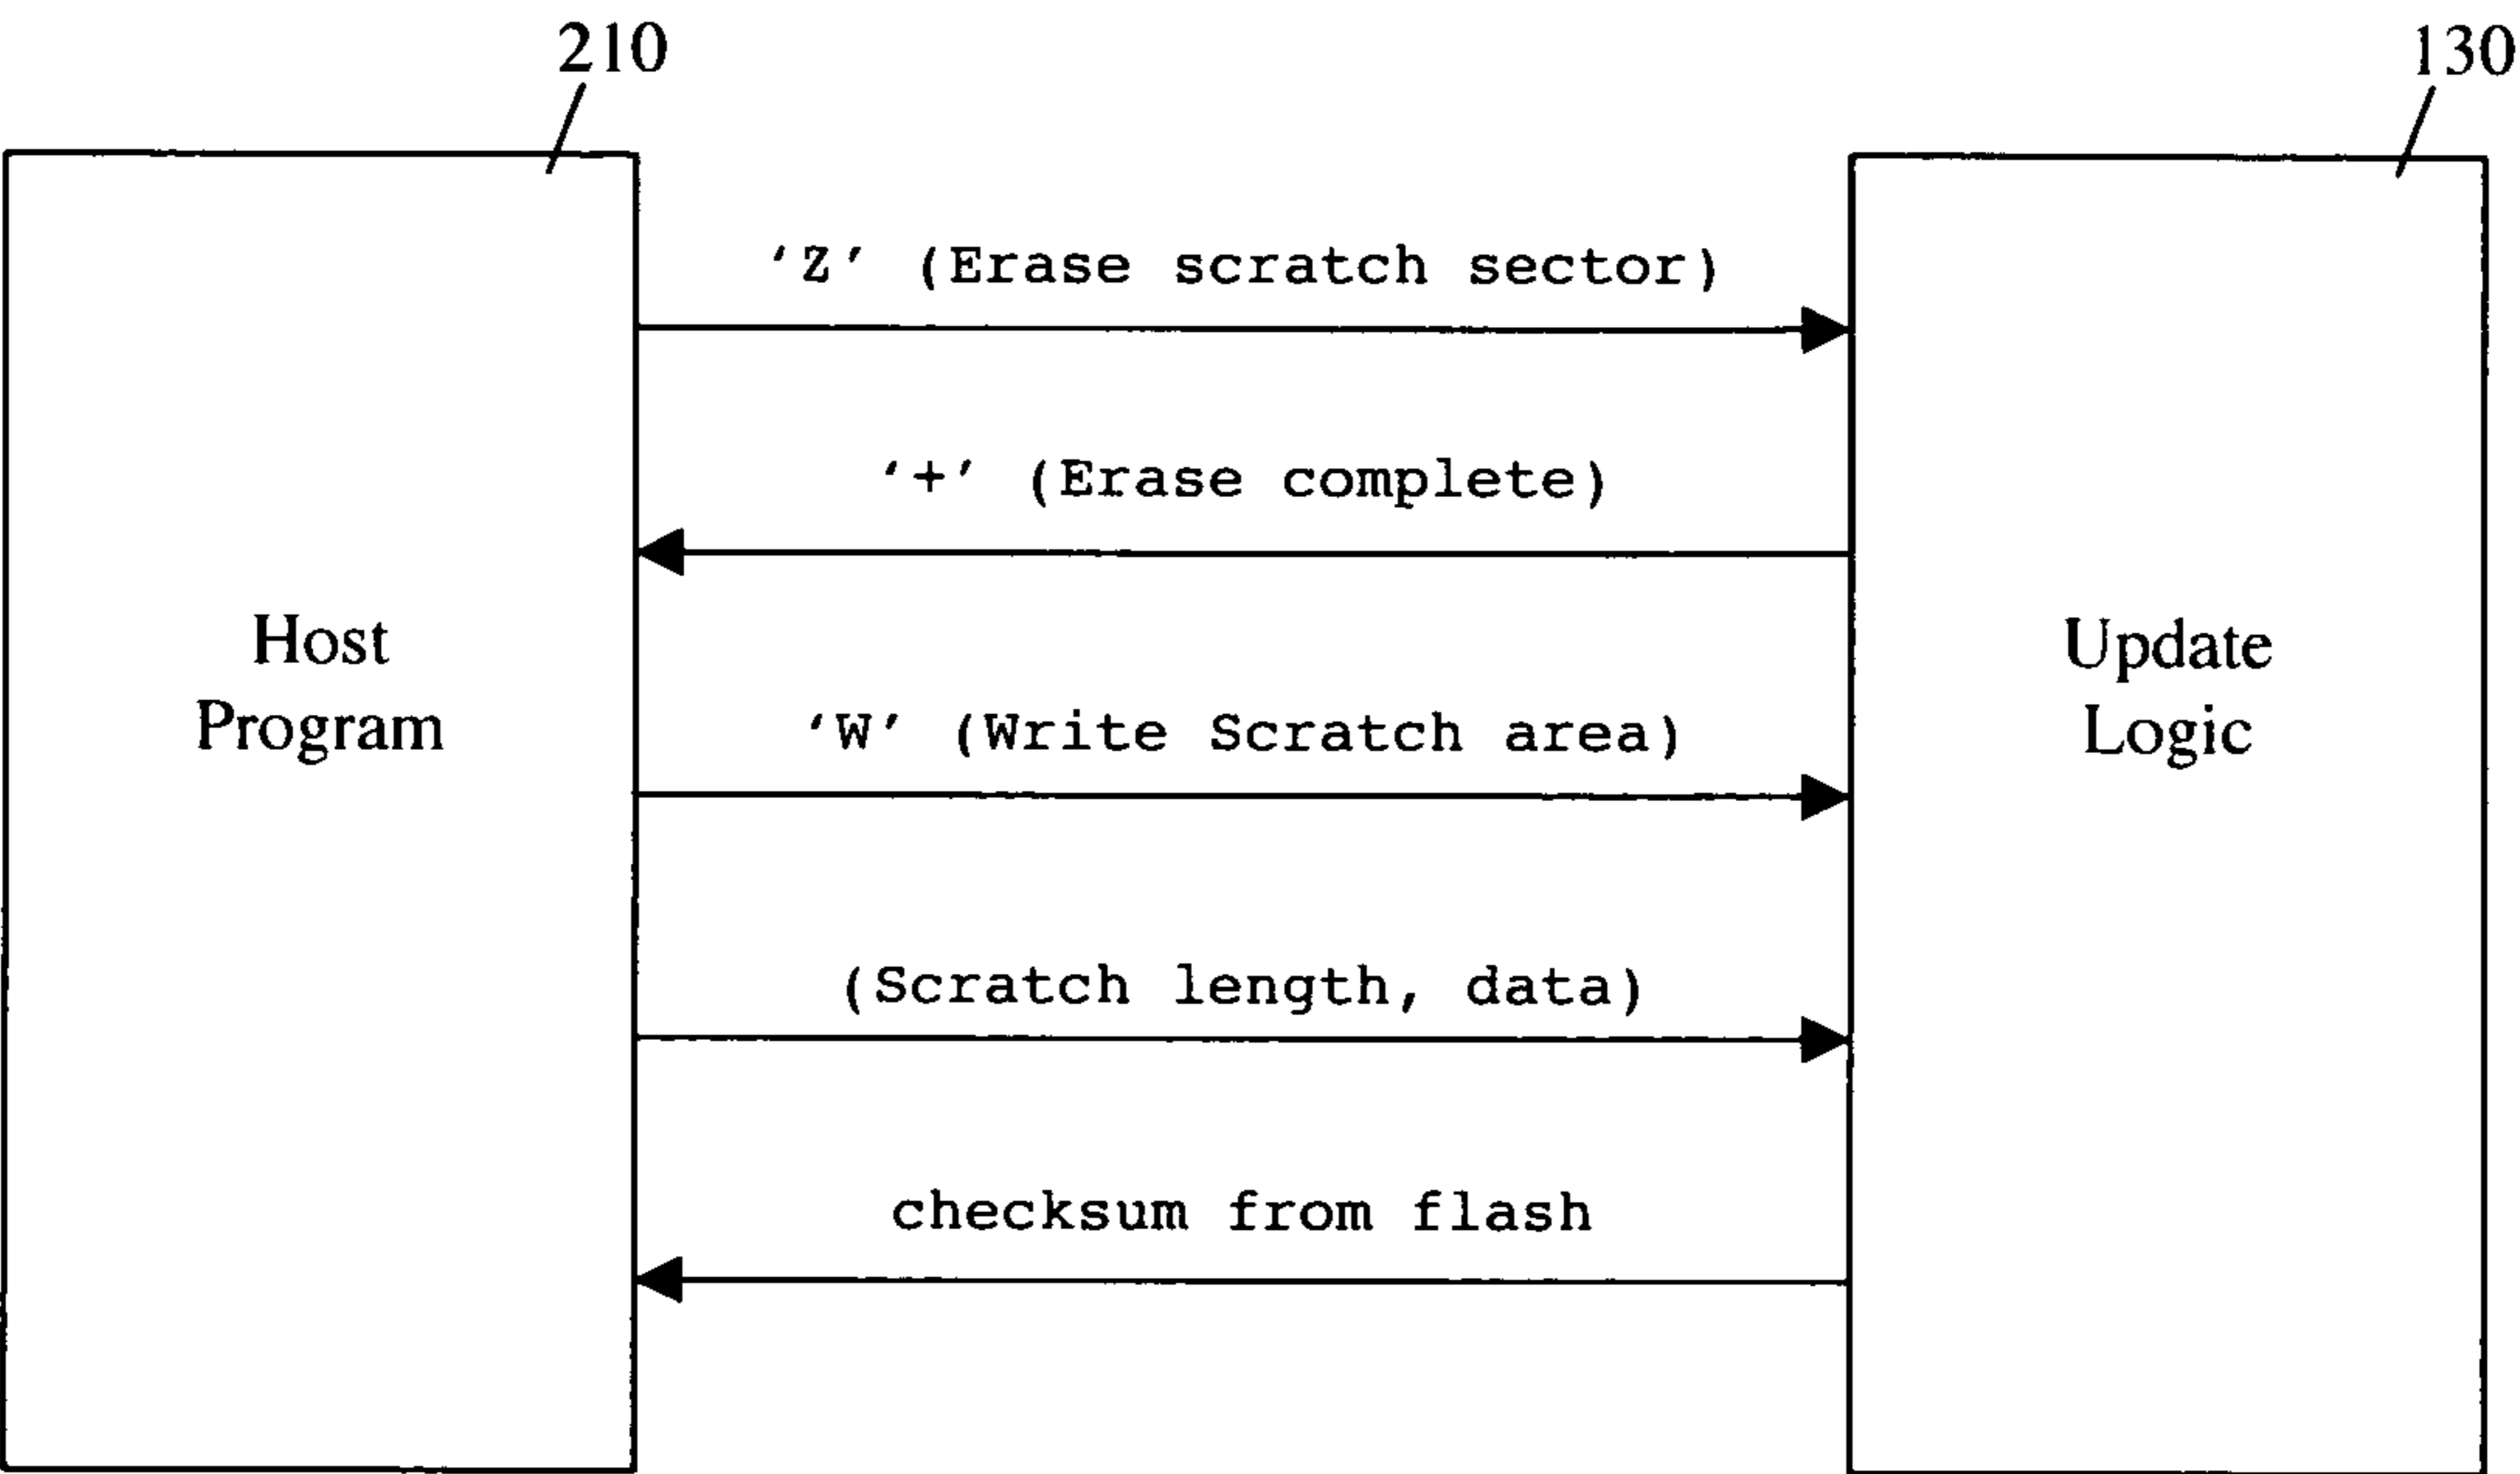 210
130
‘Z’ (Erase scratch sector)
‘+’ (Erase complete)
Host
Program
Update
Logic
‘W’ (Write Scratch area)
(Scratch length, data)
checksum from flash